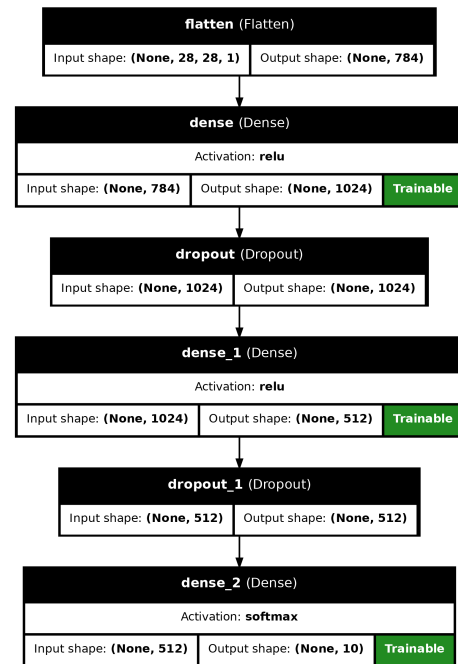 flatten (Flatten)
Input shape: (None, 28, 28, 1) Output shape: (None, 784)
dense (Dense)
Activation: relu
Input shape: (None, 784) Output shape: (None, 1024) Trainable
dropout (Dropout)
Input shape: (None, 1024) Output shape: (None, 1024)
dense_1 (Dense)
Activation: relu
Input shape: (None, 1024) Output shape: (None, 512) Trainable
dropout_1 (Dropout)
Input shape: (None, 512) Output shape: (None, 512)
dense_2 (Dense)
Activation: softmax
Input shape: (None, 512) Output shape: (None, 10) Trainable